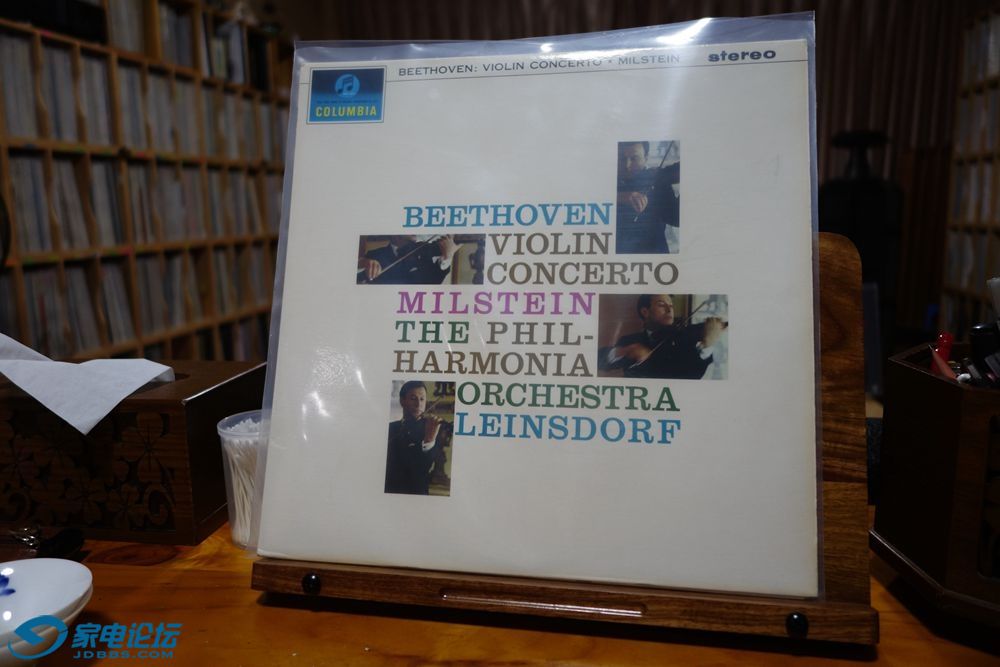 BEETHOVEN: VIOLIN CONCERTO • MILSTEIN stereo
COLUMBIA
BEETHOVEN
VIOLIN
CONCERTO
MILSTEIN
THE PHIL-
HARMONIA
ORCHESTRA
LEINSDORF
家电论坛
JDBBS.COM